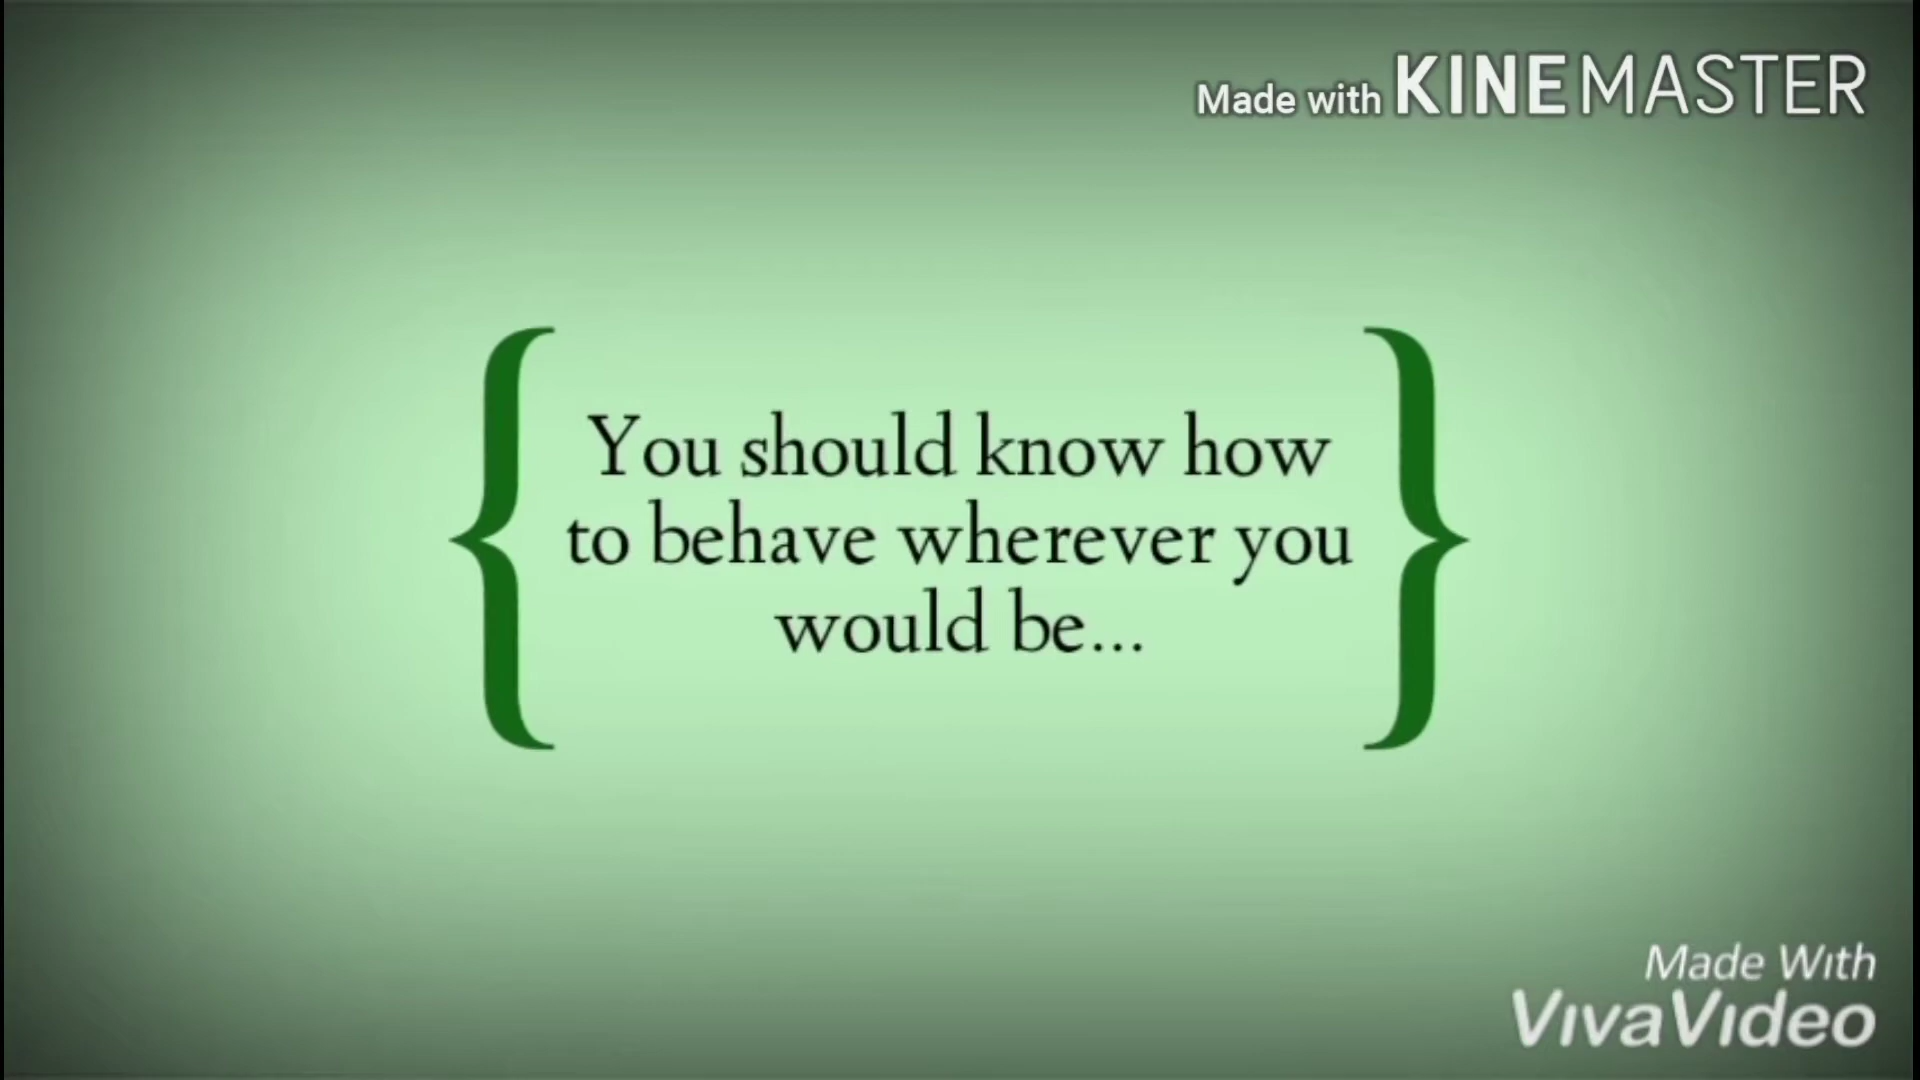 Made with KINEMASTER
You should know how
to behave wherever you
would be...
Made With
VivaVideo